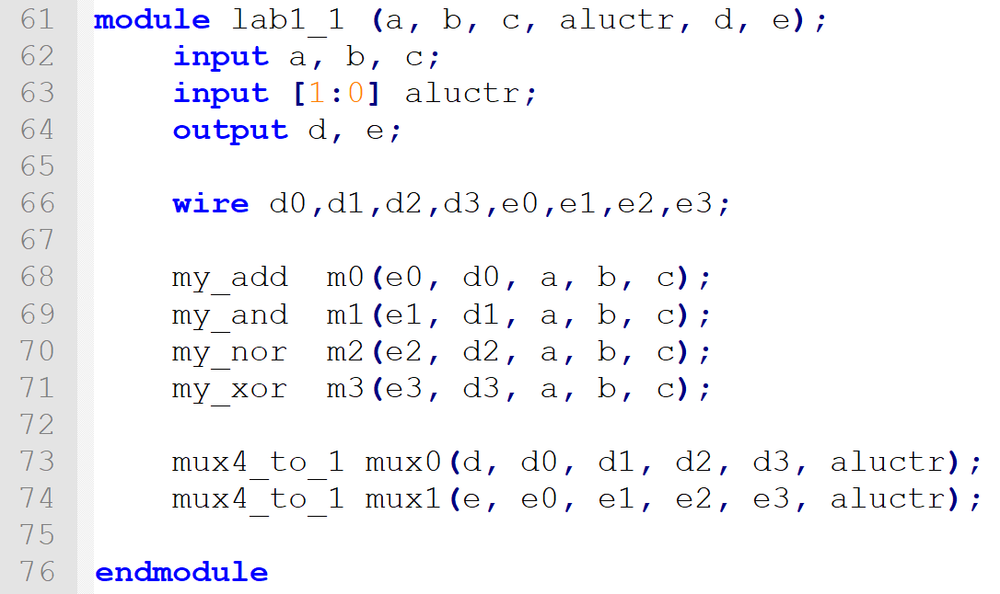 61 module lab1_1 (a, b, c, aluctr, d, e);
62     input a, b, c;
63     input [1:0] aluctr;
64     output d, e;
65
66     wire d0,d1,d2,d3,e0,e1,e2,e3;
67
68     my_add  m0(e0, d0, a, b, c);
69     my_and  m1(e1, d1, a, b, c);
70     my_nor  m2(e2, d2, a, b, c);
71     my_xor  m3(e3, d3, a, b, c);
72
73     mux4_to_1 mux0(d, d0, d1, d2, d3, aluctr);
74     mux4_to_1 mux1(e, e0, e1, e2, e3, aluctr);
75
76 endmodule